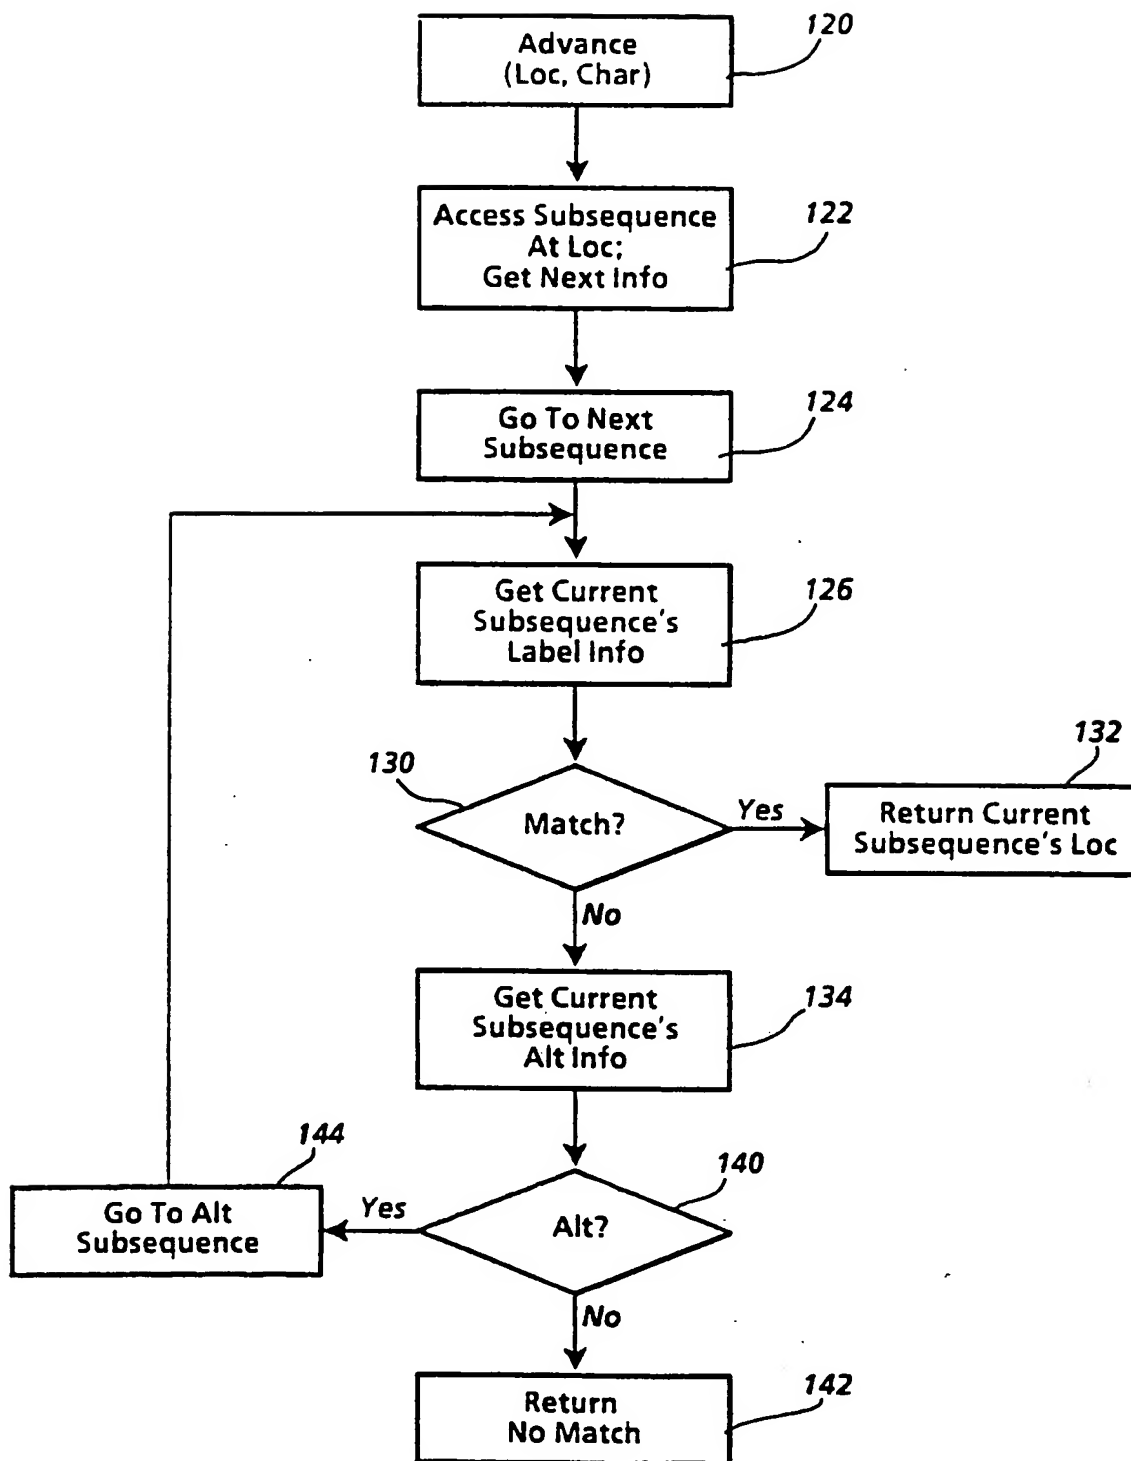 Advance
(Loc, Char)
120
Access Subsequence
At Loc;
Get Next Info
122
Go To Next
Subsequence
124
Get Current
Subsequence's
Label Info
126
130
Match?
Yes
132
Return Current
Subsequence's Loc
No
Get Current
Subsequence's
Alt Info
134
144
Go To Alt
Subsequence
Yes
140
Alt?
No
Return
No Match
142